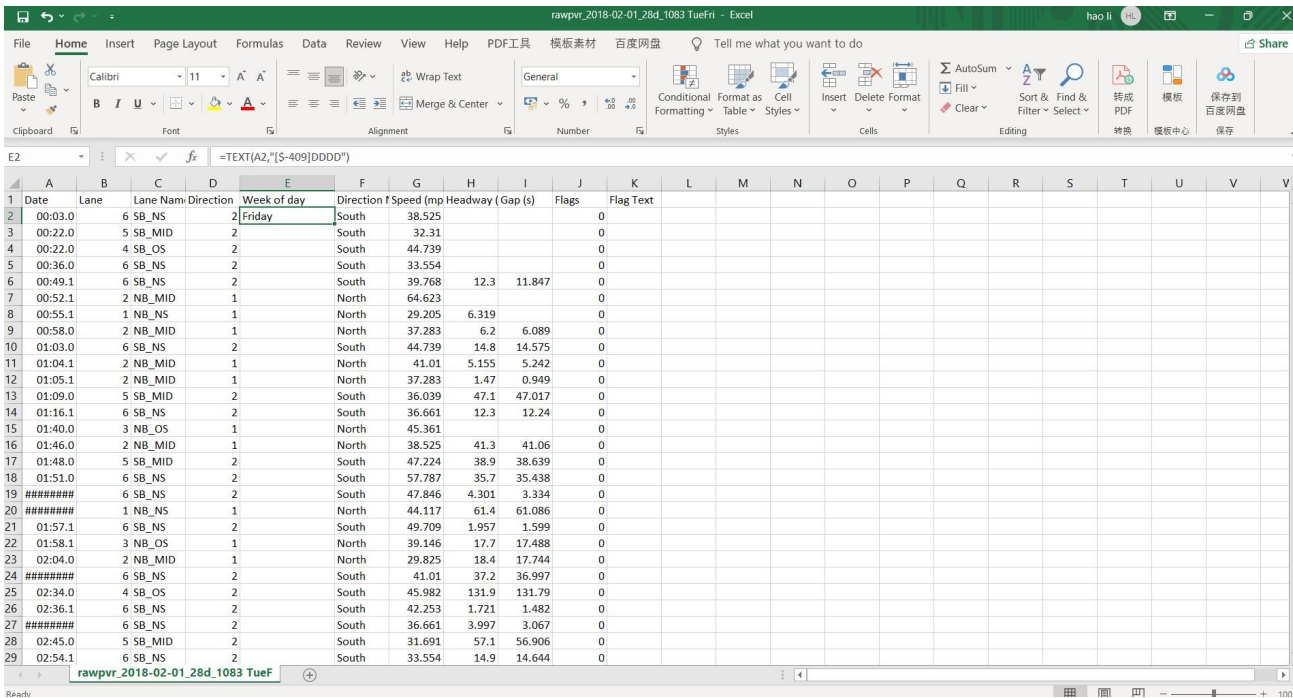 rawpvr_2018-02-01_28d_1083 TueFri - Excel
hao li HL
File Home Insert Page Layout Formulas Data Review View Help PDF工具 模板素材 百度网盘 Tell me what you want to do Share
Paste
Calibri 11 A A
B I U A
ab Wrap Text
Merge & Center
General
% , .00
Conditional Formatting Format as Table Cell Styles
Insert Delete Format
AutoSum
Fill
Clear
Sort & Filter Find & Select
转成 PDF
模板
保存到 百度网盘
Clipboard Font Alignment Number Styles Cells Editing 转换 模板中心 保存
E2 fx =TEXT(A2,"[$-409]DDDD")
A B C D E F G H I J K L M N O P Q R S T U V
1 Date Lane Lane Nam Direction Week of day Direction Speed (mp Headway ( Gap (s) Flags Flag Text
2 00:03.0 6 SB_NS 2 Friday South 38.525 0
3 00:22.0 5 SB_MID 2 South 32.31 0
4 00:22.0 4 SB_OS 2 South 44.739 0
5 00:36.0 6 SB_NS 2 South 33.554 0
6 00:49.1 6 SB_NS 2 South 39.768 12.3 11.847 0
7 00:52.1 2 NB_MID 1 North 64.623 0
8 00:55.1 1 NB_NS 1 North 29.205 6.319 0
9 00:58.0 2 NB_MID 1 North 37.283 6.2 6.089 0
10 01:03.0 6 SB_NS 2 South 44.739 14.8 14.575 0
11 01:04.1 2 NB_MID 1 North 41.01 5.155 5.242 0
12 01:05.1 2 NB_MID 1 North 37.283 1.47 0.949 0
13 01:09.0 5 SB_MID 2 South 36.039 47.1 47.017 0
14 01:16.1 6 SB_NS 2 South 36.661 12.3 12.24 0
15 01:40.0 3 NB_OS 1 North 45.361 0
16 01:46.0 2 NB_MID 1 North 38.525 41.3 41.06 0
17 01:48.0 5 SB_MID 2 South 47.224 38.9 38.639 0
18 01:51.0 6 SB_NS 2 South 57.787 35.7 35.438 0
19 ######## 6 SB_NS 2 South 47.846 4.301 3.334 0
20 ######## 1 NB_NS 1 North 44.117 61.4 61.086 0
21 01:57.1 6 SB_NS 2 South 49.709 1.957 1.599 0
22 01:58.1 3 NB_OS 1 North 39.146 17.7 17.488 0
23 02:04.0 2 NB_MID 1 North 29.825 18.4 17.744 0
24 ######## 6 SB_NS 2 South 41.01 37.2 36.997 0
25 02:34.0 4 SB_OS 2 South 45.982 131.9 131.79 0
26 02:36.1 6 SB_NS 2 South 42.253 1.721 1.482 0
27 ######## 6 SB_NS 2 South 36.661 3.997 3.067 0
28 02:45.0 5 SB_MID 2 South 31.691 57.1 56.906 0
29 02:54.1 6 SB_NS 2 South 33.554 14.9 14.644 0
rawpvr_2018-02-01_28d_1083 TueF
Ready 100